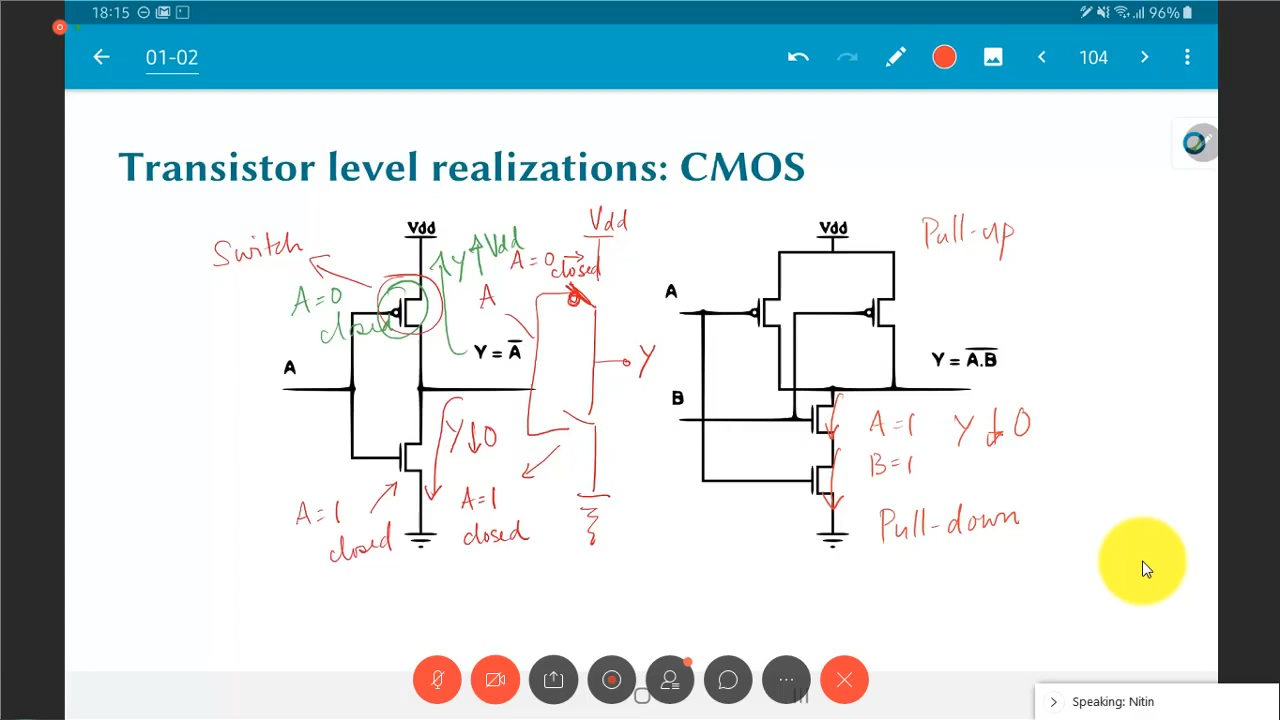 18:15
96%
01-02
104
Transistor level realizations: CMOS
Switch
Vdd
Y ↑ Vdd
A=0
closed
A=0 →
closed
Vdd
A
Y
A
Y = A̅
Y ↓ 0
A=1
closed
A=1
closed
Vdd
Pull-up
A
B
Y = A̅.̅B̅
A=1
B=1
Y ↓ 0
Pull-down
Speaking: Nitin